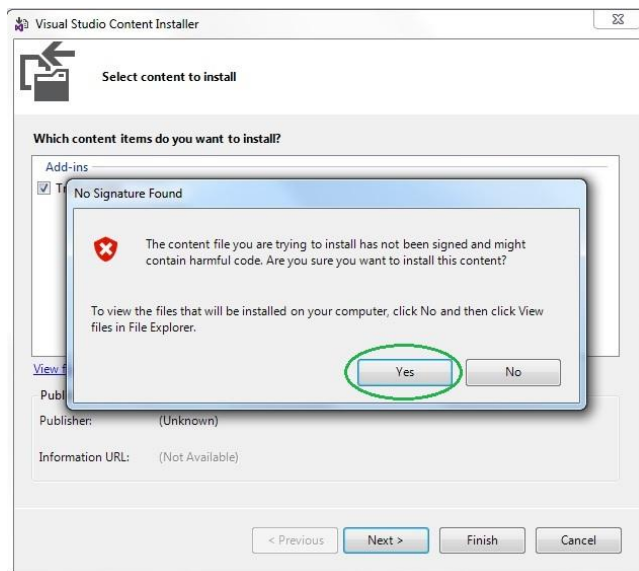 Visual Studio Content Installer
Select content to install
Which content items do you want to install?
Add-ins
No Signature Found
The content file you are trying to install has not been signed and might
contain harmful code. Are you sure you want to install this content?
To view the files that will be installed on your computer, click No and then click View
files in File Explorer.
Yes No
View
Publisher: (Unknown)
Information URL: (Not Available)
< Previous Next > Finish Cancel